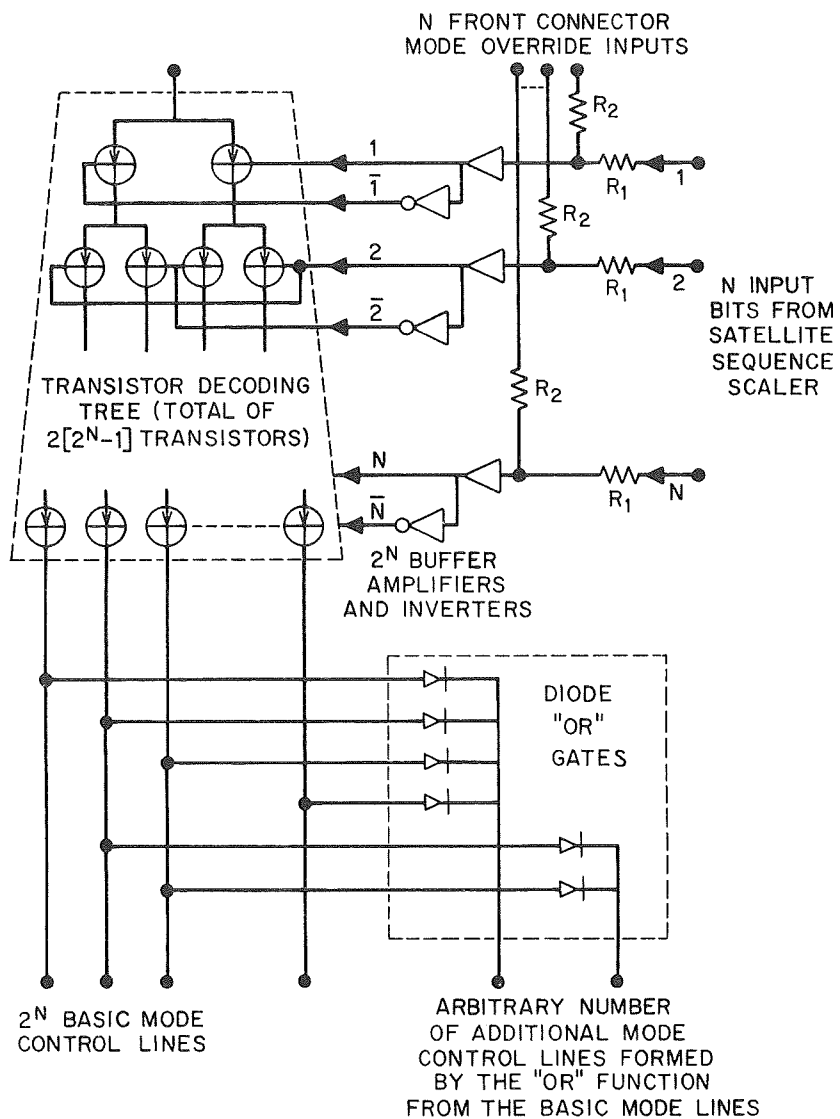 N FRONT CONNECTOR
MODE OVERRIDE INPUTS
R₂
1
R₁
1
1̅
R₂
2
R₁
2
2̅
N INPUT
BITS FROM
SATELLITE
SEQUENCE
SCALER
R₂
TRANSISTOR DECODING
TREE (TOTAL OF
2[2ᴺ-1] TRANSISTORS)
N
R₁
N
N̅
2ᴺ BUFFER
AMPLIFIERS
AND INVERTERS
DIODE
"OR"
GATES
2ᴺ BASIC MODE
CONTROL LINES
ARBITRARY NUMBER
OF ADDITIONAL MODE
CONTROL LINES FORMED
BY THE "OR" FUNCTION
FROM THE BASIC MODE LINES